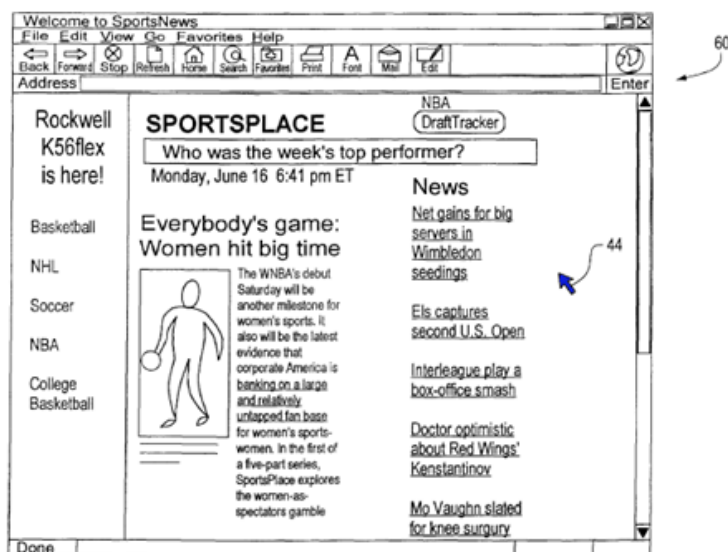 Welcome to SportsNews
File Edit View Go Favorites Help
Back Forward Stop Refresh Home Search Favorites Print Font Mail Edit
Address Enter
60
Rockwell
K56flex
is here!
Basketball
NHL
Soccer
NBA
College
Basketball
SPORTSPLACE
NBA
DraftTracker
Who was the week's top performer?
Monday, June 16 6:41 pm ET
Everybody's game:
Women hit big time
The WNBA's debut
Saturday will be
another milestone for
women's sports. It
also will be the latest
evidence that
corporate America is
banking on a large
and relatively
untapped fan base
for women's sports-
women. In the first of
a five-part series,
SportsPlace explores
the women-as-
spectators gamble
News
Net gains for big
servers in
Wimbledon
seedings
Els captures
second U.S. Open
Interleague play a
box-office smash
Doctor optimistic
about Red Wings'
Kenstantinov
Mo Vaughn slated
for knee surgury
44
Done